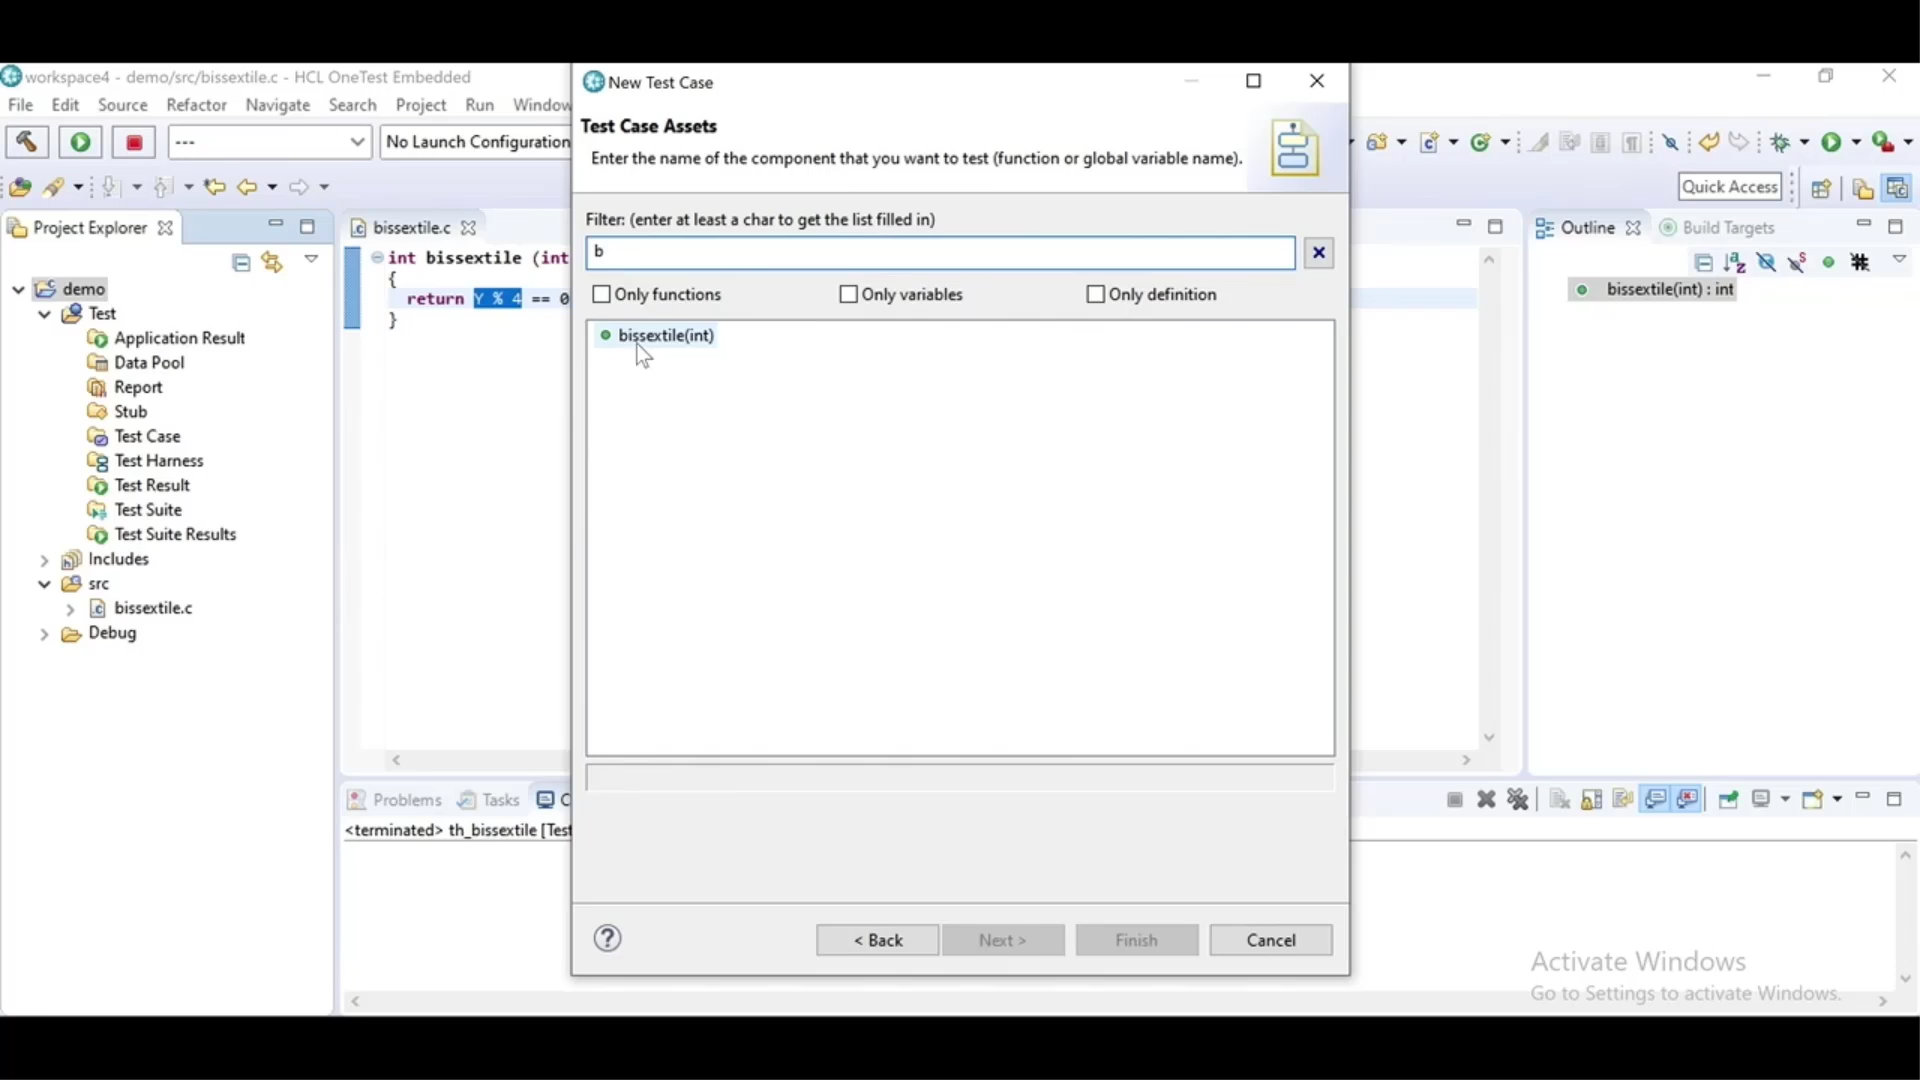 workspace4 - demo/src/bissextile.c - HCL OneTest Embedded
File Edit Source Refactor Navigate Search Project Run Window
---
No Launch Configuration
Quick Access
Project Explorer
demo
Test
Application Result
Data Pool
Report
Stub
Test Case
Test Harness
Test Result
Test Suite
Test Suite Results
Includes
src
bissextile.c
Debug
bissextile.c
int bissextile (int
{
return Y % 4 == 0
}
New Test Case
Test Case Assets
Enter the name of the component that you want to test (function or global variable name).
Filter: (enter at least a char to get the list filled in)
b
Only functions Only variables Only definition
bissextile(int)
< Back Next > Finish Cancel
Outline Build Targets
bissextile(int) : int
Problems Tasks C
<terminated> th_bissextile [Test
Activate Windows
Go to Settings to activate Windows.